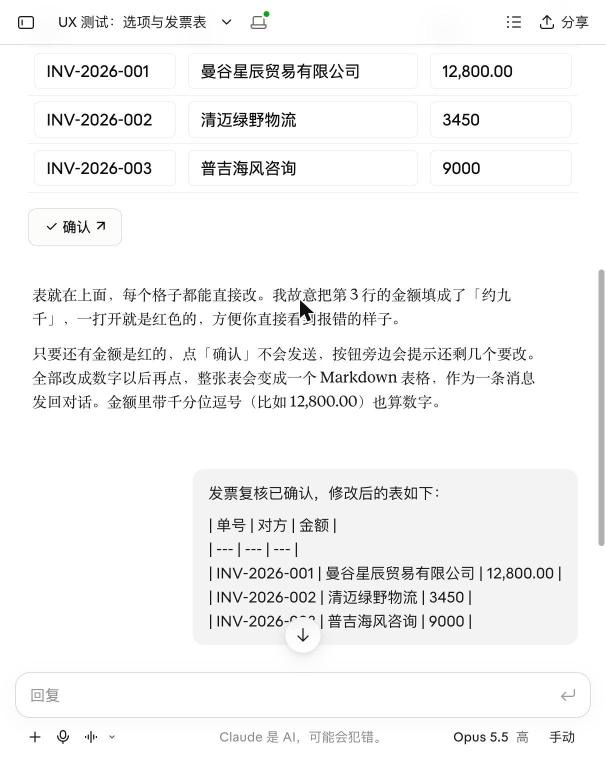 UX 测试：选项与发票表
分享
INV-2026-001 曼谷星辰贸易有限公司 12,800.00
INV-2026-002 清迈绿野物流 3450
INV-2026-003 普吉海风咨询 9000
确认
表就在上面，每个格子都能直接改。我故意把第 3 行的金额填成了「约九
千」，一打开就是红色的，方便你直接看到报错的样子。
只要还有金额是红的，点「确认」不会发送，按钮旁边会提示还剩几个要改。
全部改成数字以后再点，整张表会变成一个 Markdown 表格，作为一条消息
发回对话。金额里带千分位逗号（比如 12,800.00）也算数字。
发票复核已确认，修改后的表如下：
| 单号 | 对方 | 金额 |
| --- | --- | --- |
| INV-2026-001 | 曼谷星辰贸易有限公司 | 12,800.00 |
| INV-2026-002 | 清迈绿野物流 | 3450 |
| INV-2026-003 | 普吉海风咨询 | 9000 |
回复
Claude 是 AI，可能会犯错。 Opus 5.5 高 手动